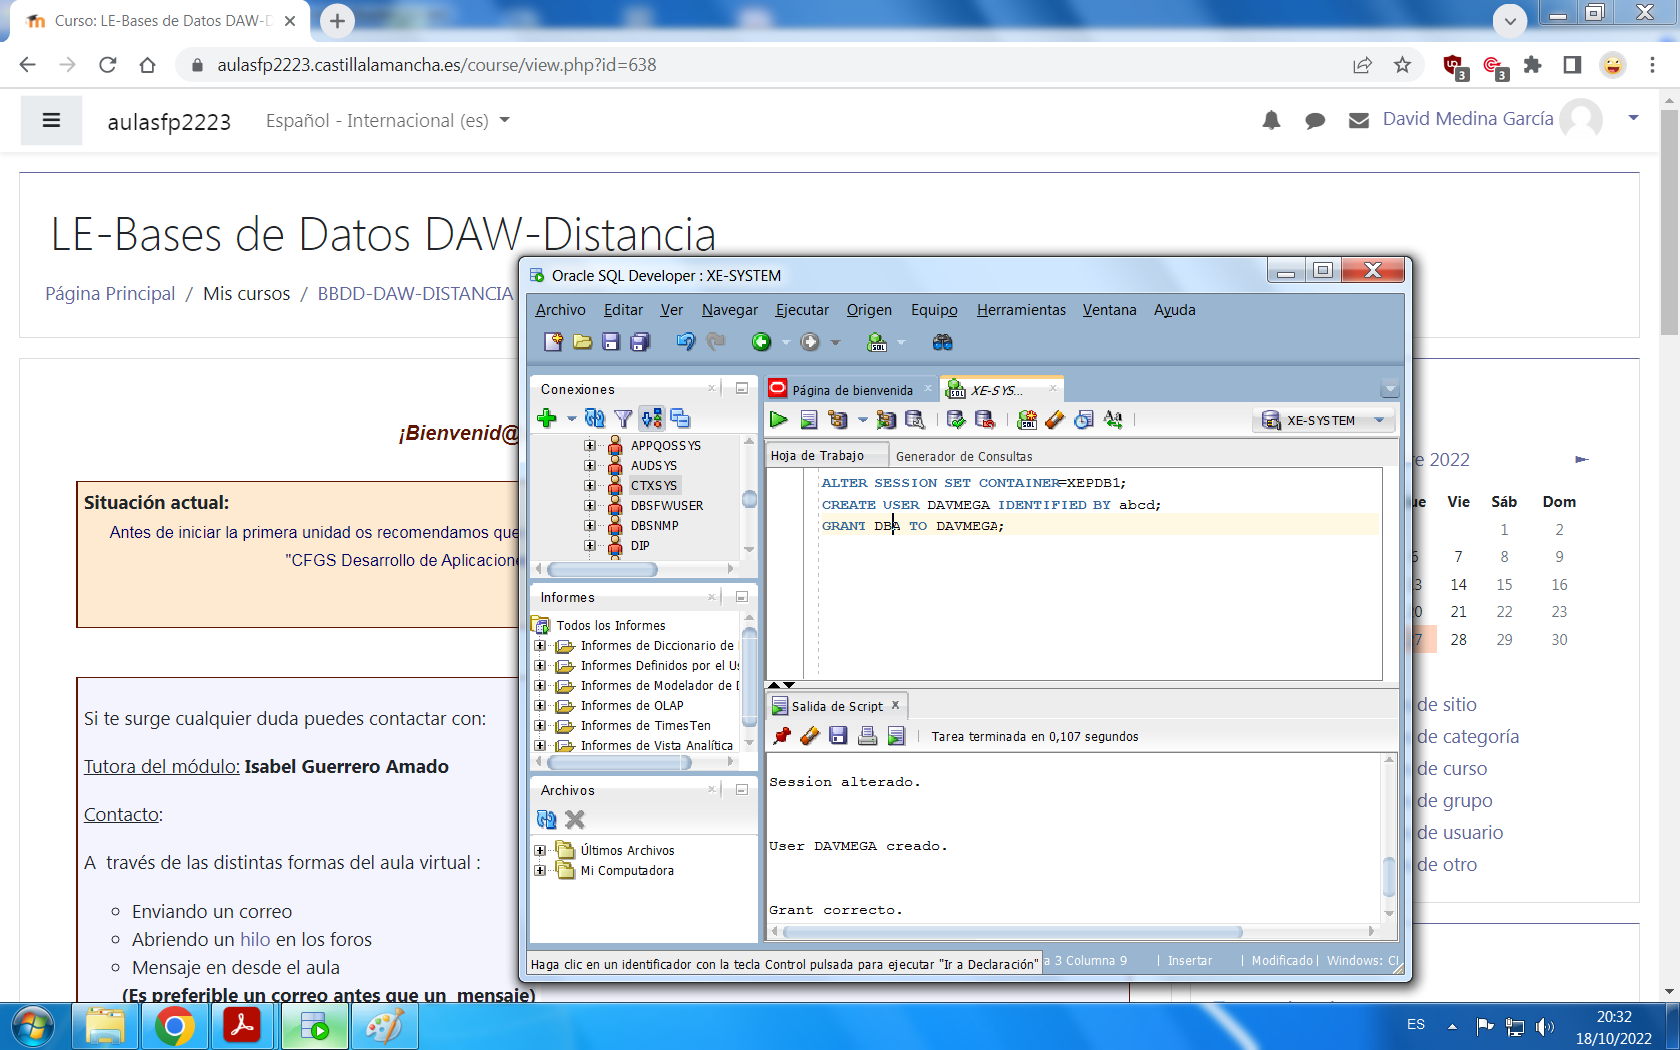 Curso: LE-Bases de Datos DAW-D
aulasfp2223.castillalamancha.es/course/view.php?id=638
3
3
aulasfp2223
Español - Internacional (es)
David Medina García
LE-Bases de Datos DAW-Distancia
Página Principal / Mis cursos / BBDD-DAW-DISTANCIA
¡Bienvenid@
Situación actual:
Antes de iniciar la primera unidad os recomendamos que
"CFGS Desarrollo de Aplicacione
Si te surge cualquier duda puedes contactar con:
Tutora del módulo: Isabel Guerrero Amado
Contacto:
A través de las distintas formas del aula virtual :
Enviando un correo
Abriendo un hilo en los foros
Mensaje en desde el aula
(Es preferible un correo antes que un mensaje)
Oracle SQL Developer : XE-SYSTEM
Archivo Editar Ver Navegar Ejecutar Origen Equipo Herramientas Ventana Ayuda
Conexiones
APPQOSSYS
AUDSYS
CTXSYS
DBSFWUSER
DBSNMP
DIP
Informes
Todos los Informes
Informes de Diccionario de
Informes Definidos por el Us
Informes de Modelador de D
Informes de OLAP
Informes de TimesTen
Informes de Vista Analítica
Archivos
Últimos Archivos
Mi Computadora
Página de bienvenida
XE-SYS...
XE-SYSTEM
Hoja de Trabajo
Generador de Consultas
ALTER SESSION SET CONTAINER=XEPDB1;
CREATE USER DAVMEGA IDENTIFIED BY abcd;
GRANT DBA TO DAVMEGA;
Salida de Script
Tarea terminada en 0,107 segundos
Session alterado.
User DAVMEGA creado.
Grant correcto.
Haga clic en un identificador con la tecla Control pulsada para ejecutar "Ir a Declaración"
a 3 Columna 9 | Insertar | Modificado | Windows: CL
re 2022
ue Vie Sáb Dom
1 2
6 7 8 9
3 14 15 16
0 21 22 23
7 28 29 30
de sitio
de categoría
de curso
de grupo
de usuario
de otro
ES
20:32
18/10/2022